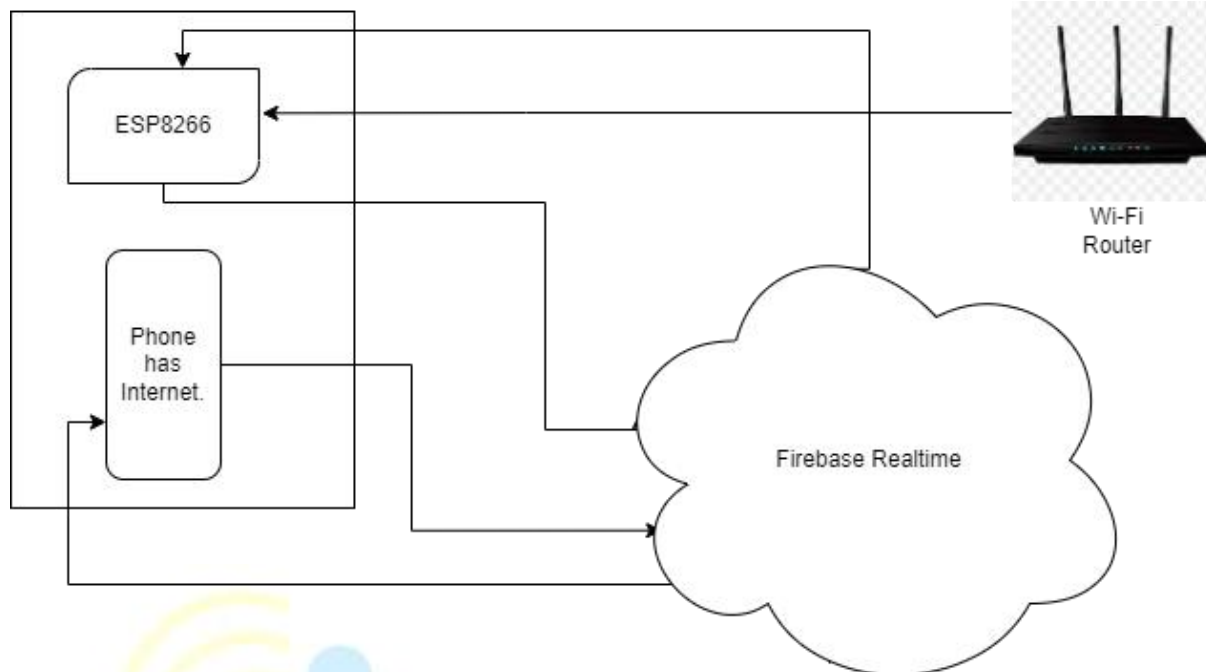 ESP8266
Wi-Fi
Router
Phone
has
Internet.
Firebase Realtime